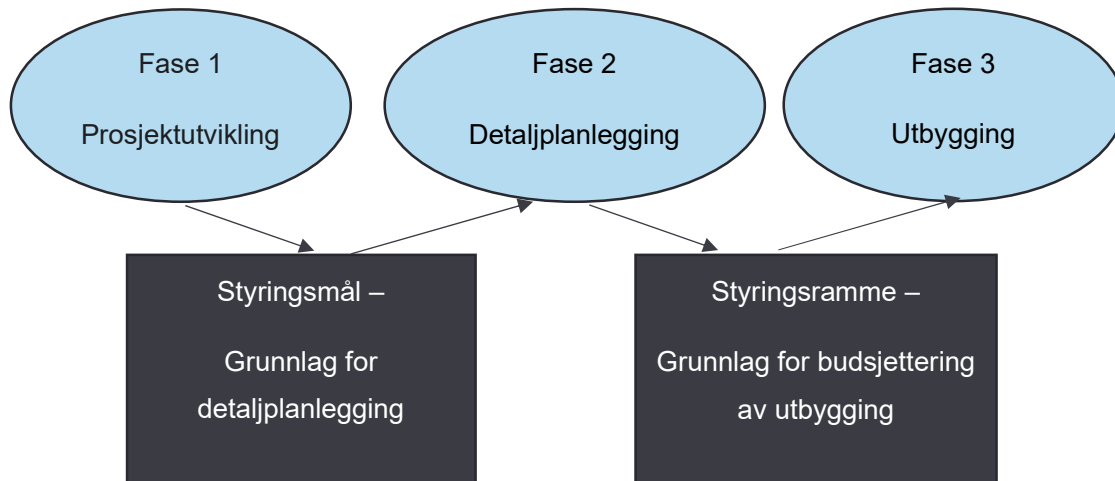 Fase 1
Prosjektutvikling
Fase 2
Detaljplanlegging
Fase 3
Utbygging
Styringsmål –
Grunnlag for
detaljplanlegging
Styringsramme –
Grunnlag for budsjettering
av utbygging